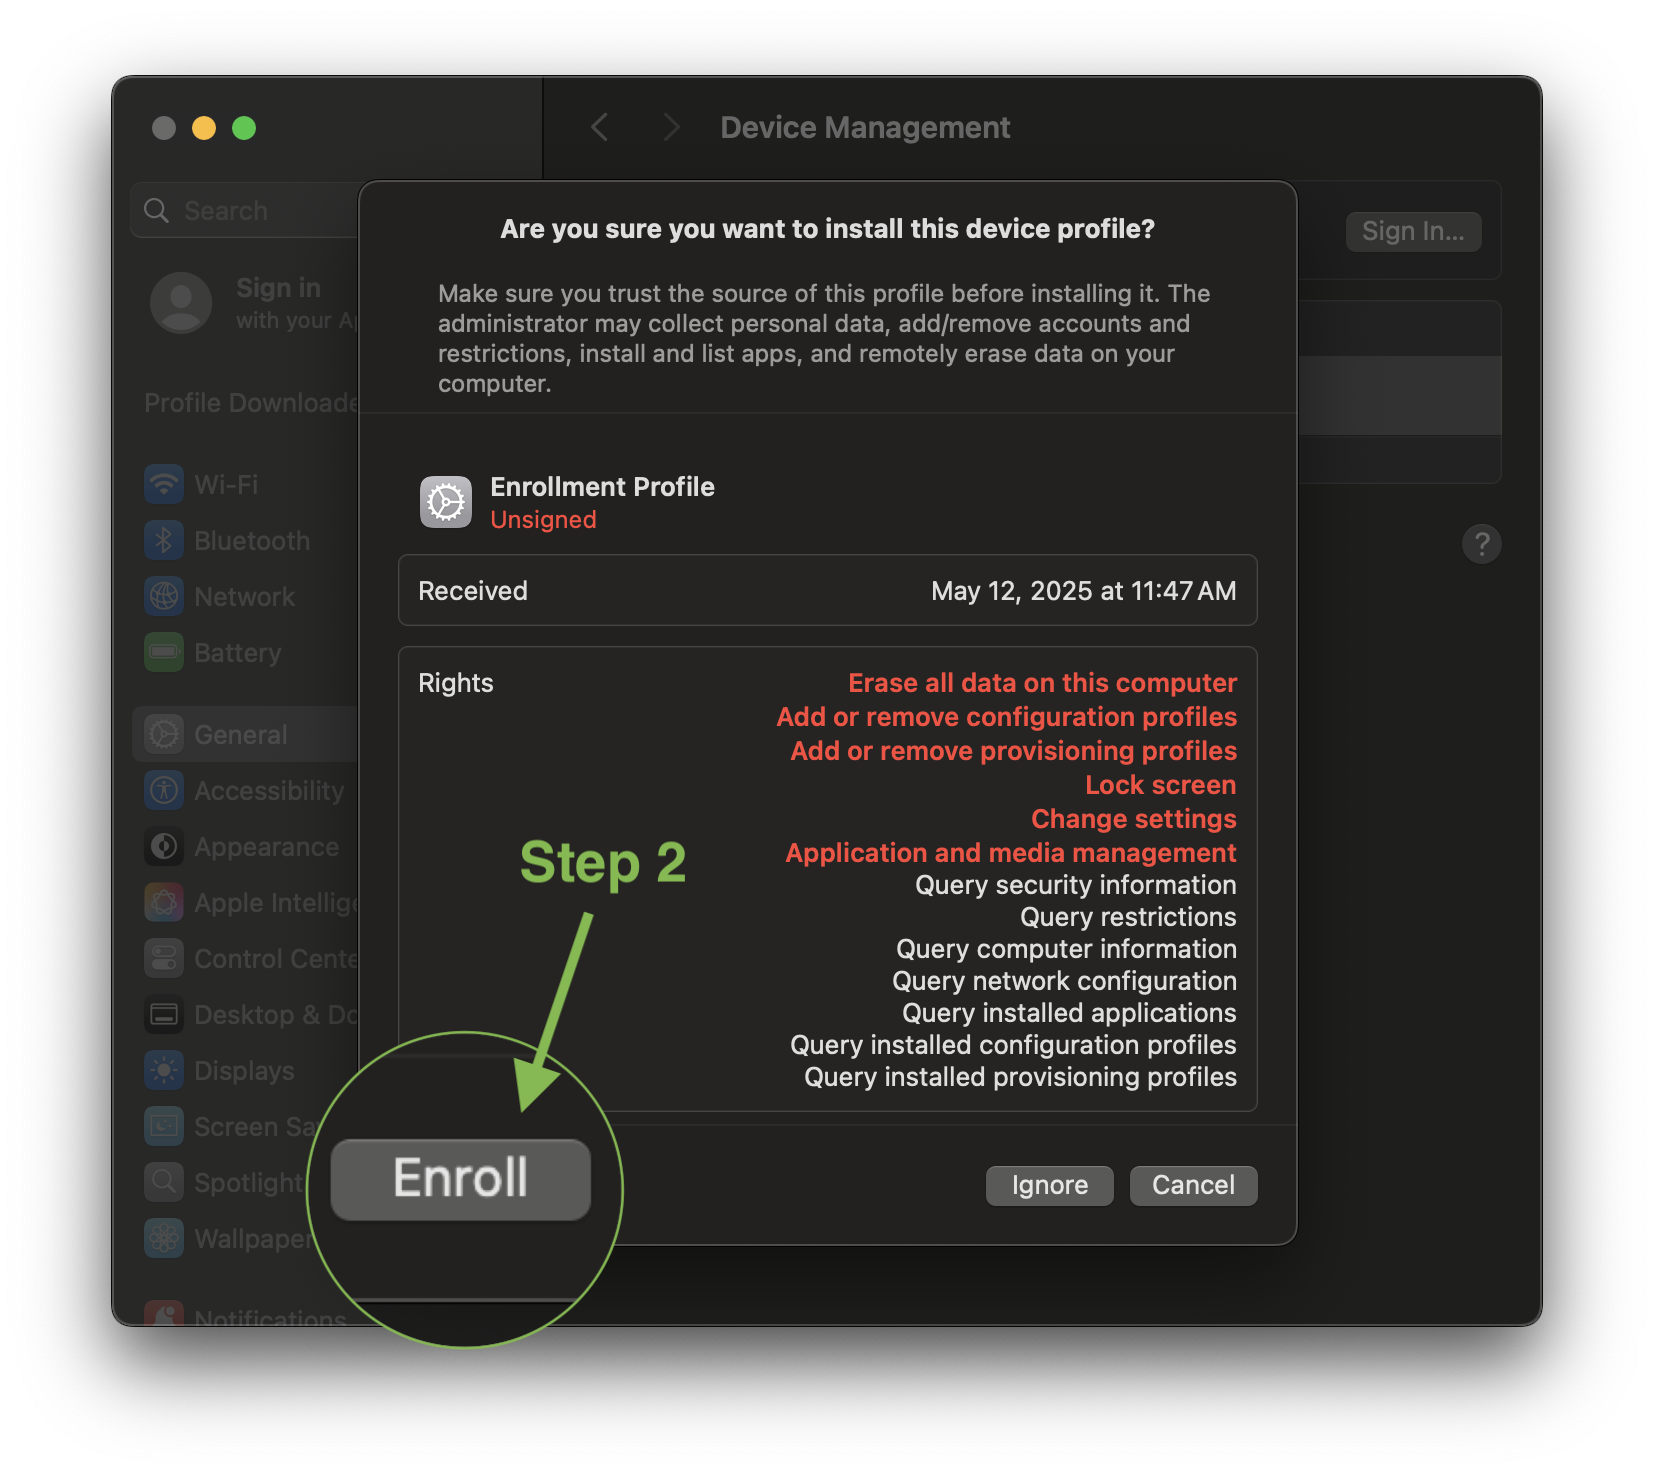 Device Management
Search
Sign in
with your Ap
Profile Downloade
Wi-Fi
Bluetooth
Network
Battery
General
Accessibility
Appearance
Apple Intellige
Control Cente
Desktop & Do
Displays
Screen Sa
Spotlight
Wallpaper
Notifications
Sign In...
?
Are you sure you want to install this device profile?
Make sure you trust the source of this profile before installing it. The
administrator may collect personal data, add/remove accounts and
restrictions, install and list apps, and remotely erase data on your
computer.
Enrollment Profile
Unsigned
Received May 12, 2025 at 11:47 AM
Rights Erase all data on this computer
Add or remove configuration profiles
Add or remove provisioning profiles
Lock screen
Change settings
Application and media management
Query security information
Query restrictions
Query computer information
Query network configuration
Query installed applications
Query installed configuration profiles
Query installed provisioning profiles
Step 2
Enroll
Ignore Cancel